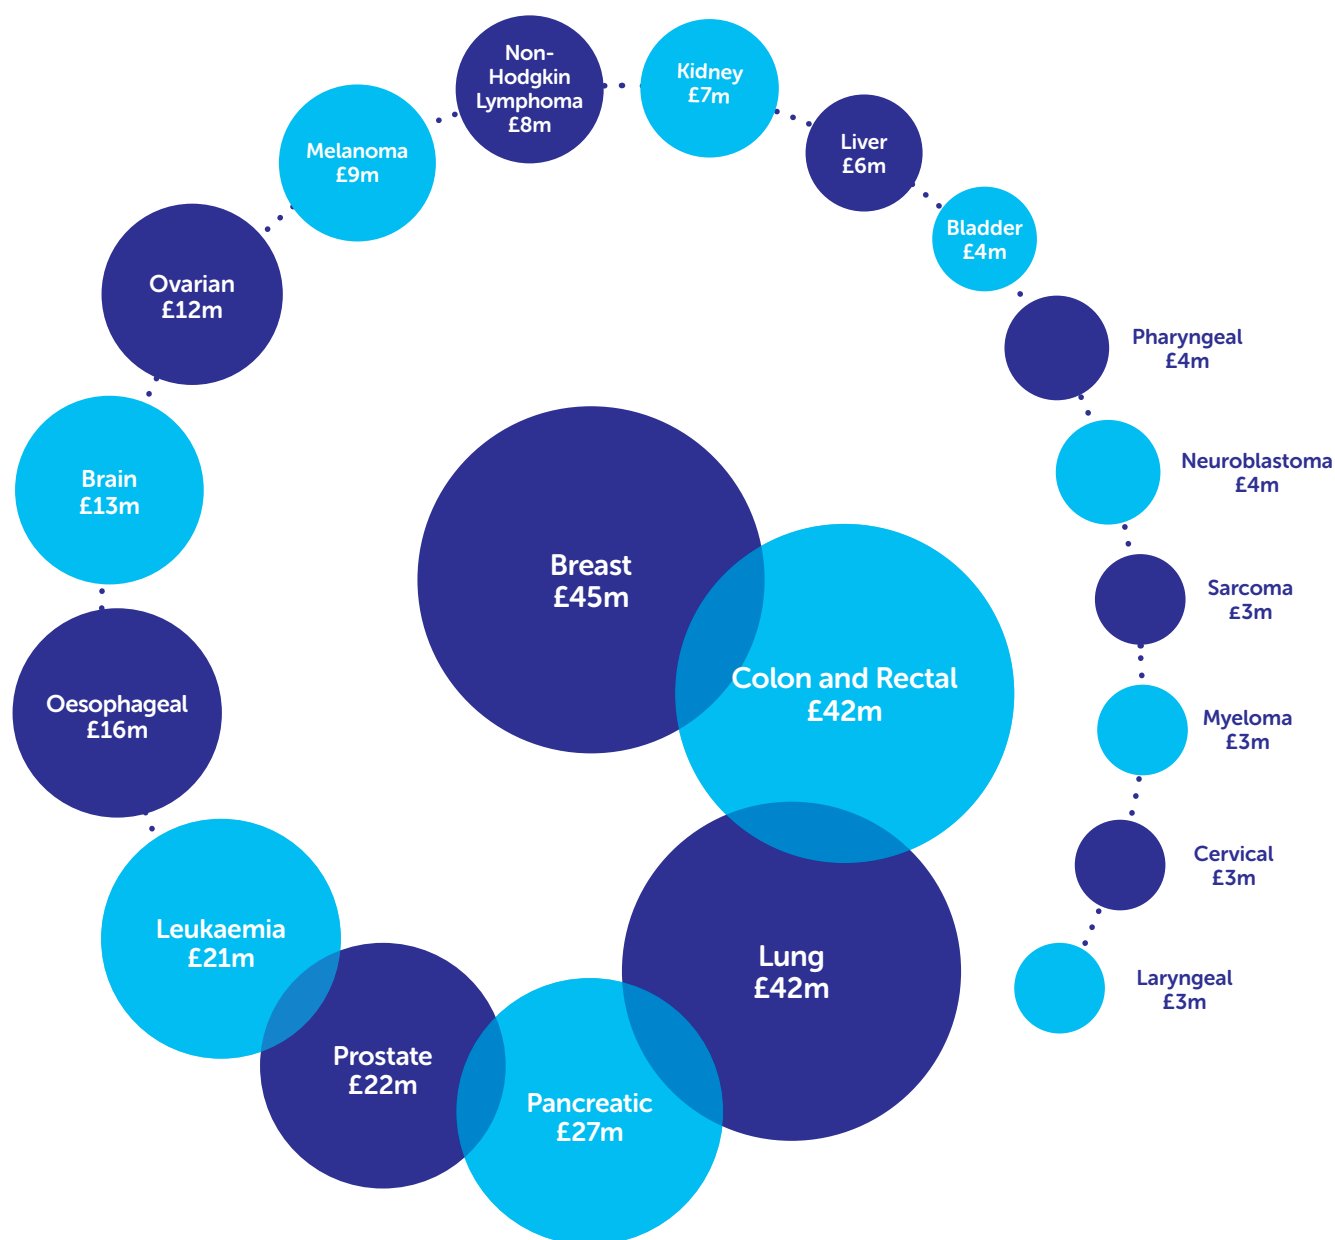 Non-
Hodgkin
Lymphoma
£8m
Kidney
£7m
Liver
£6m
Melanoma
£9m
Bladder
£4m
Ovarian
£12m
Pharyngeal
£4m
Brain
£13m
Neuroblastoma
£4m
Breast
£45m
Sarcoma
£3m
Colon and Rectal
£42m
Oesophageal
£16m
Myeloma
£3m
Cervical
£3m
Leukaemia
£21m
Lung
£42m
Laryngeal
£3m
Prostate
£22m
Pancreatic
£27m